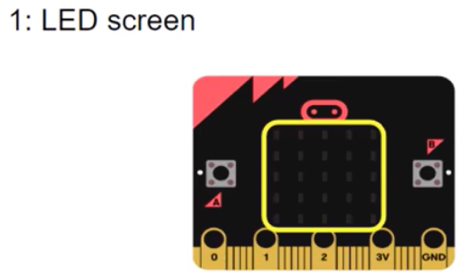 1: LED screen
B
A
0 1 2 3V GND